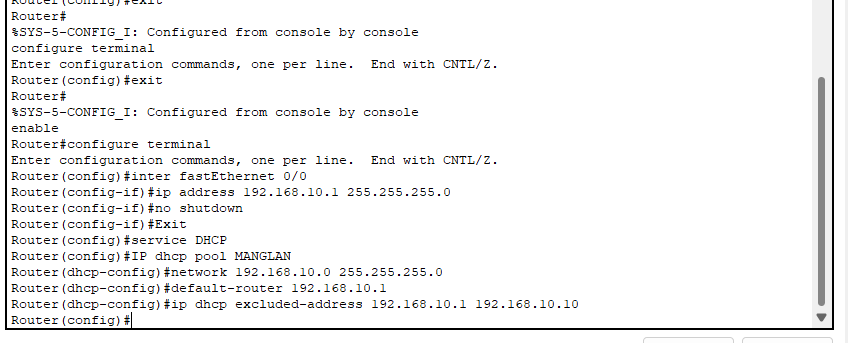 Router(config)#exit
Router#
%SYS-5-CONFIG_I: Configured from console by console
configure terminal
Enter configuration commands, one per line.  End with CNTL/Z.
Router(config)#exit
Router#
%SYS-5-CONFIG_I: Configured from console by console
enable
Router#configure terminal
Enter configuration commands, one per line.  End with CNTL/Z.
Router(config)#inter fastEthernet 0/0
Router(config-if)#ip address 192.168.10.1 255.255.255.0
Router(config-if)#no shutdown
Router(config-if)#Exit
Router(config)#service DHCP
Router(config)#IP dhcp pool MANGLAN
Router(dhcp-config)#network 192.168.10.0 255.255.255.0
Router(dhcp-config)#default-router 192.168.10.1
Router(dhcp-config)#ip dhcp excluded-address 192.168.10.1 192.168.10.10
Router(config)#